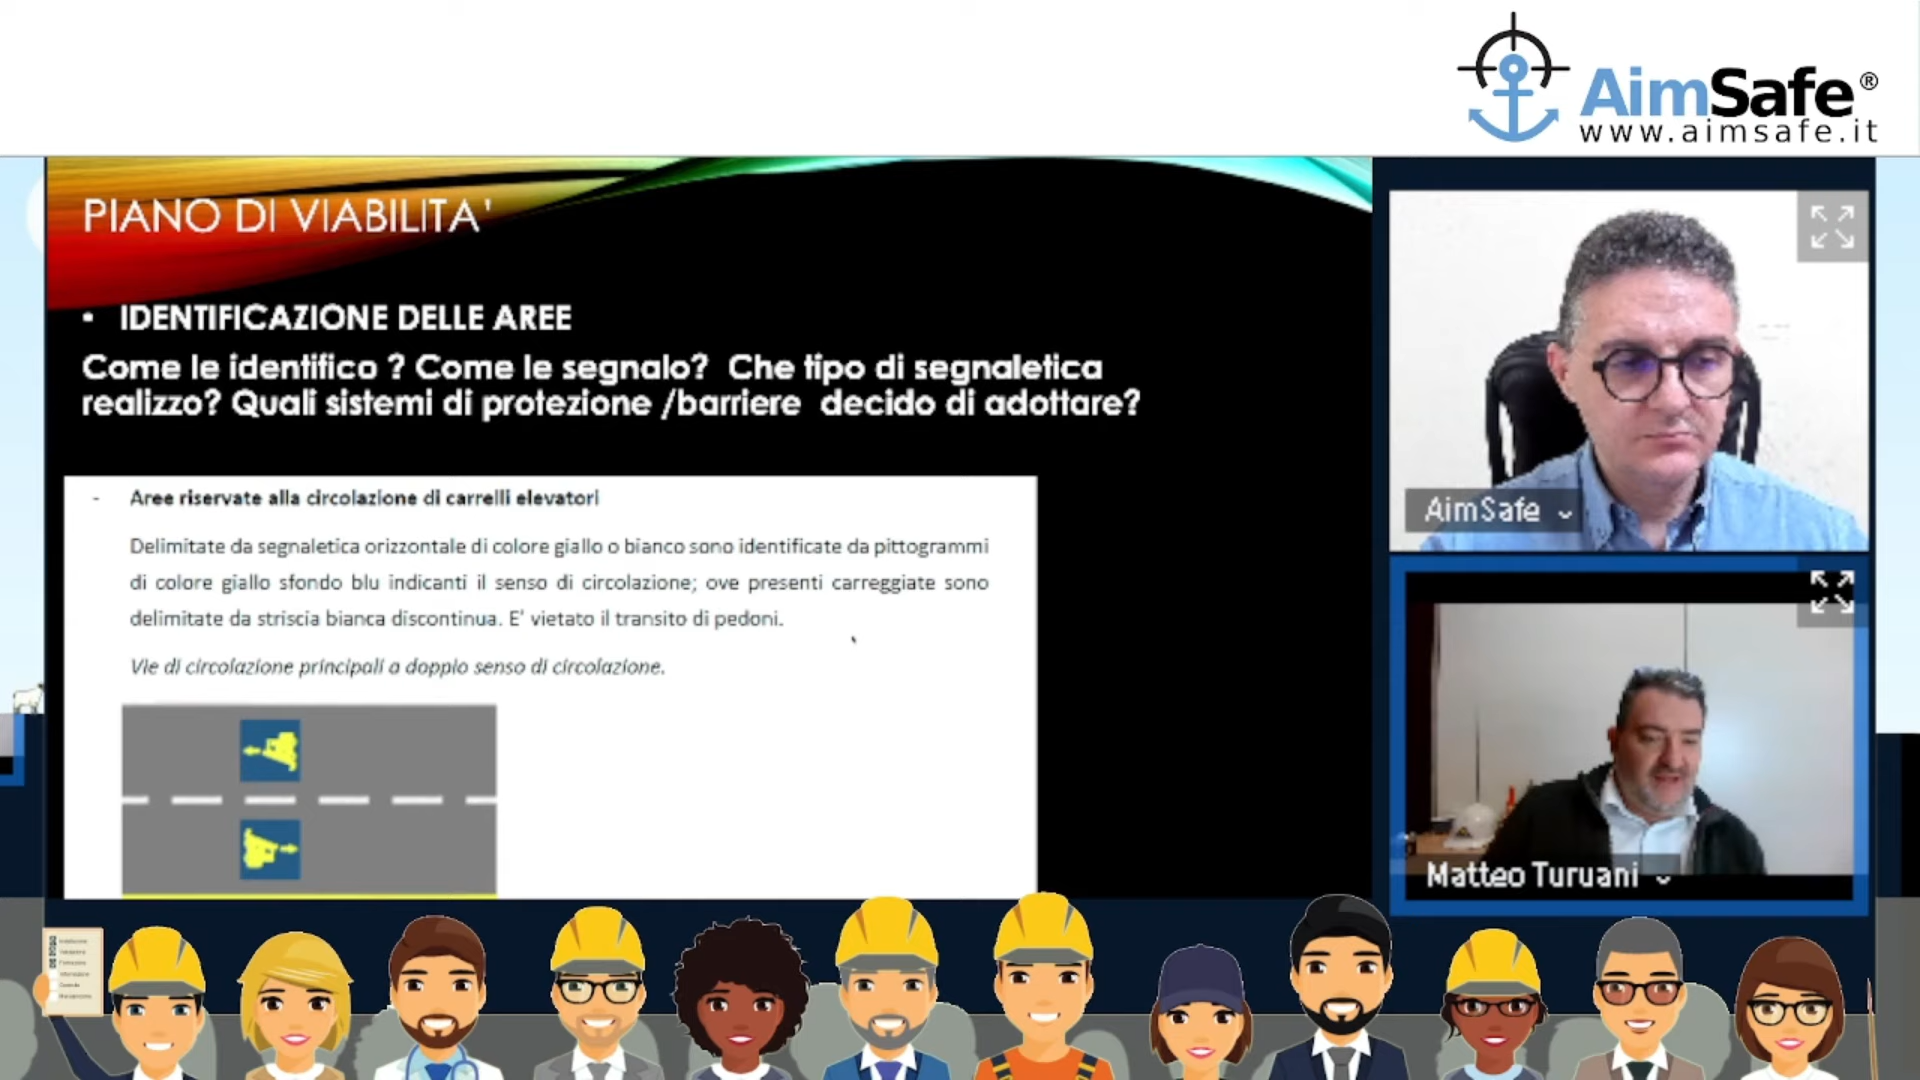 AimSafe®
www.aimsafe.it
PIANO DI VIABILITA'
• IDENTIFICAZIONE DELLE AREE
Come le identifico ? Come le segnalo? Che tipo di segnaletica
realizzo? Quali sistemi di protezione /barriere decido di adottare?
- Aree riservate alla circolazione di carrelli elevatori
Delimitate da segnaletica orizzontale di colore giallo o bianco sono identificate da pittogrammi
di colore giallo sfondo blu indicanti il senso di circolazione; ove presenti carreggiate sono
delimitate da striscia bianca discontinua. E' vietato il transito di pedoni.
Vie di circolazione principali a doppio senso di circolazione.
AimSafe
Matteo Turuani